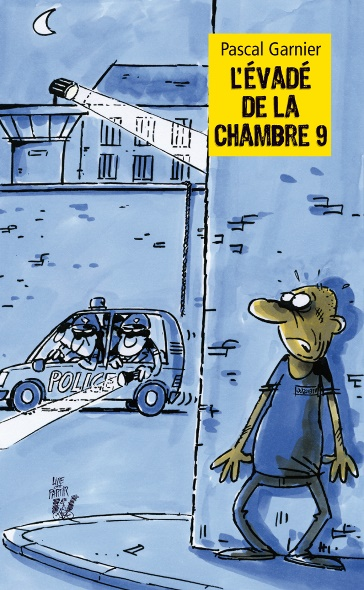 Pascal Garnier
L'ÉVADÉ
DE LA
CHAMBRE 9
POLICE